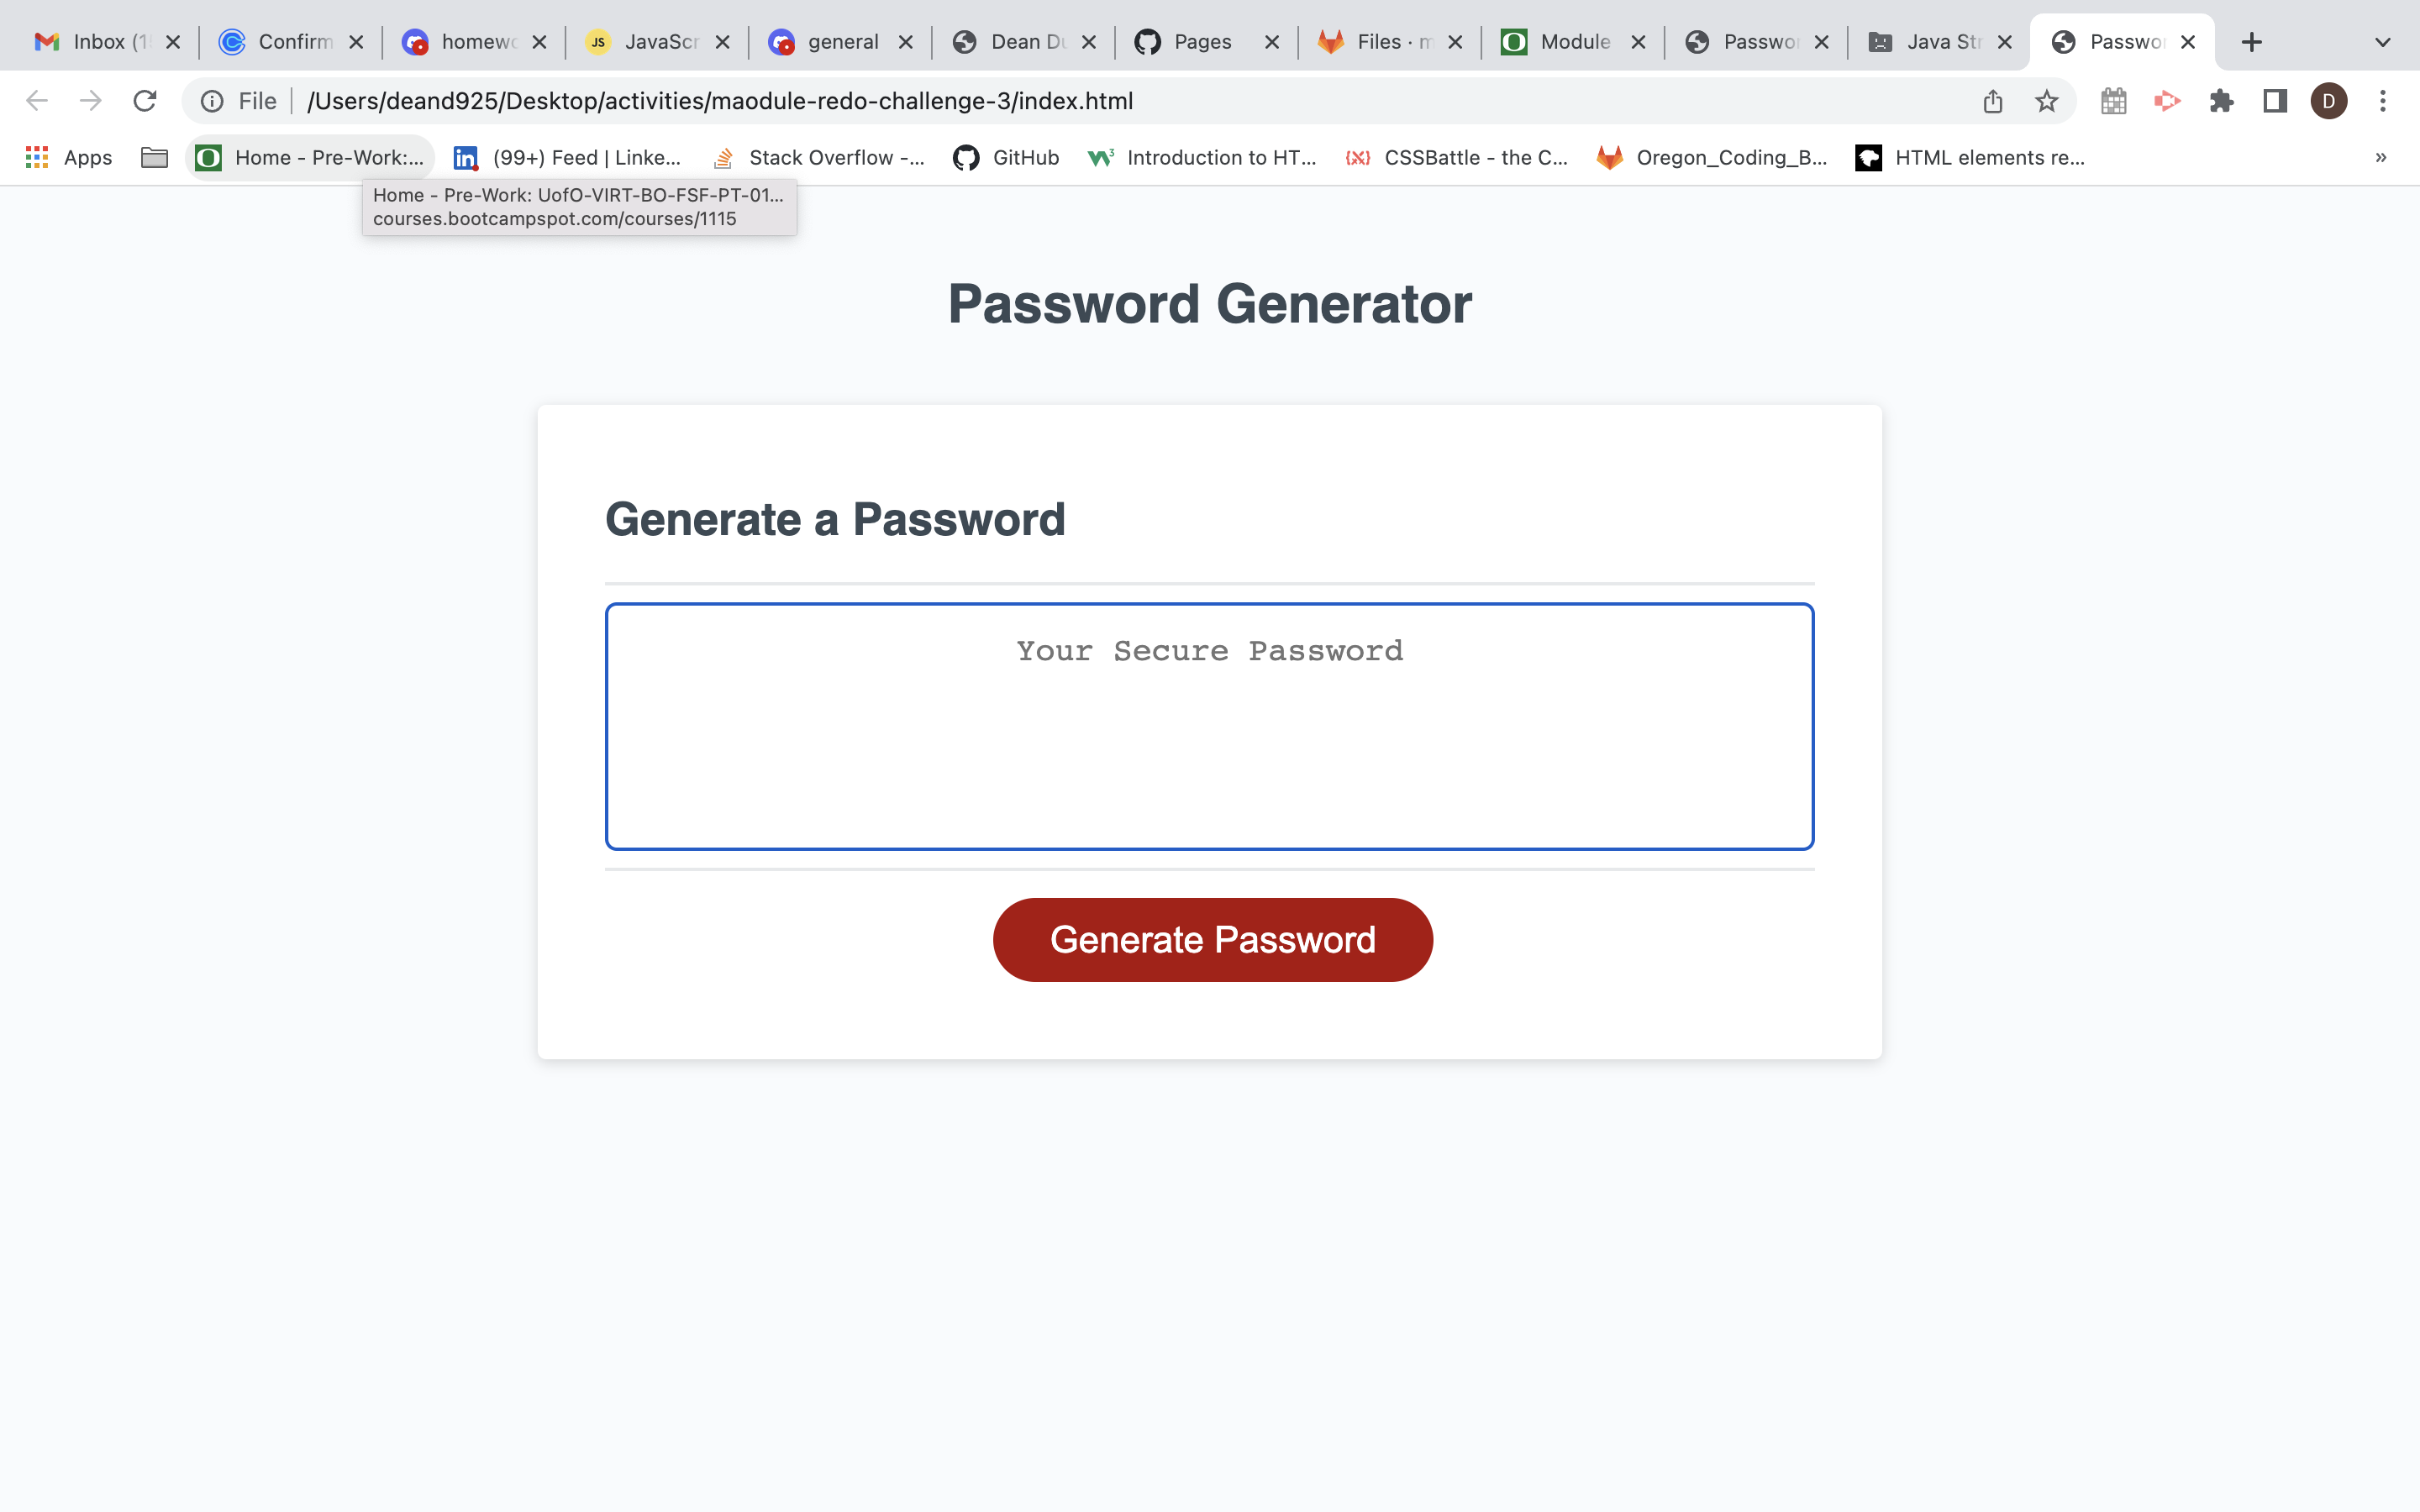 Inbox (1
Confirm
homewo
JS
JavaScr
general
Dean Du
Pages
Files · m
Module
Passwor
Java Str
Passwor
File
/Users/deand925/Desktop/activities/maodule-redo-challenge-3/index.html
D
Apps
Home - Pre-Work:...
in
(99+) Feed | Linke...
Stack Overflow -...
GitHub
Introduction to HT...
CSSBattle - the C...
Oregon_Coding_B...
HTML elements re...
»
Home - Pre-Work: UofO-VIRT-BO-FSF-PT-01...
courses.bootcampspot.com/courses/1115
Password Generator
Generate a Password
Your Secure Password
Generate Password